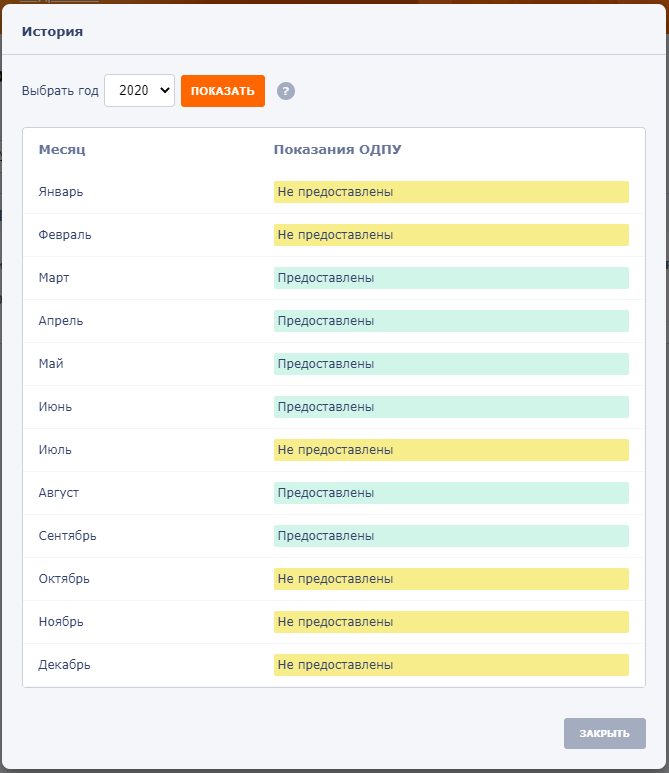 История
Выбрать год 2020 ПОКАЗАТЬ ?
Месяц Показания ОДПУ
Январь Не предоставлены
Февраль Не предоставлены
Март Предоставлены
Апрель Предоставлены
Май Предоставлены
Июнь Предоставлены
Июль Не предоставлены
Август Предоставлены
Сентябрь Предоставлены
Октябрь Не предоставлены
Ноябрь Не предоставлены
Декабрь Не предоставлены
ЗАКРЫТЬ